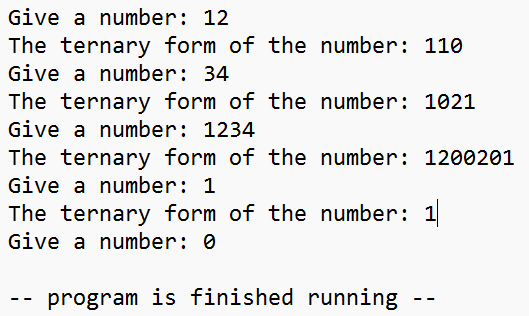 Give a number: 12
The ternary form of the number: 110
Give a number: 34
The ternary form of the number: 1021
Give a number: 1234
The ternary form of the number: 1200201
Give a number: 1
The ternary form of the number: 1
Give a number: 0
-- program is finished running --